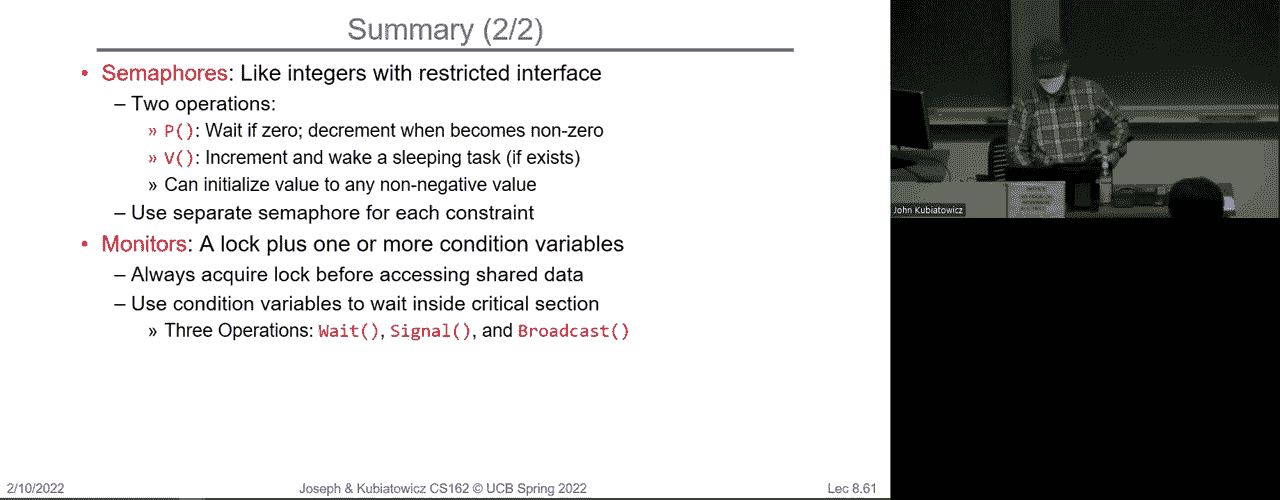 Summary (2/2)
• Semaphores: Like integers with restricted interface
– Two operations:
» P(): Wait if zero; decrement when becomes non-zero
» V(): Increment and wake a sleeping task (if exists)
» Can initialize value to any non-negative value
– Use separate semaphore for each constraint
• Monitors: A lock plus one or more condition variables
– Always acquire lock before accessing shared data
– Use condition variables to wait inside critical section
» Three Operations: Wait(), Signal(), and Broadcast()
2/10/2022
Joseph & Kubiatowicz CS162 © UCB Spring 2022
Lec 8.61
John Kubiatowicz